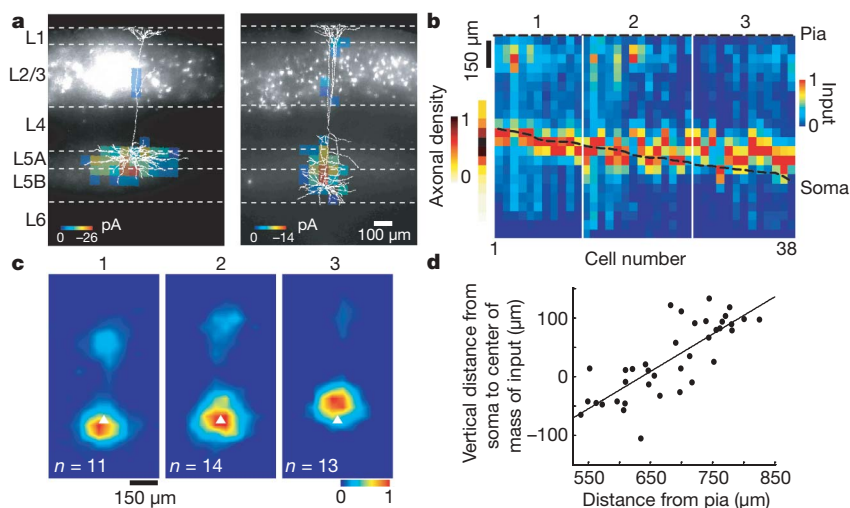 a
L1
L2/3
L4
L5A
L5B
L6
pA
0 −26
pA
0 −14
100 µm
b
1 2 3
150 µm
Pia
Axonal density
1
0
1
0
Input
Soma
1
38
Cell number
c
1 2 3
n = 11
n = 14
n = 13
150 µm
0 1
d
Vertical distance from
soma to center of
mass of input (µm)
100
0
−100
550 650 750 850
Distance from pia (µm)